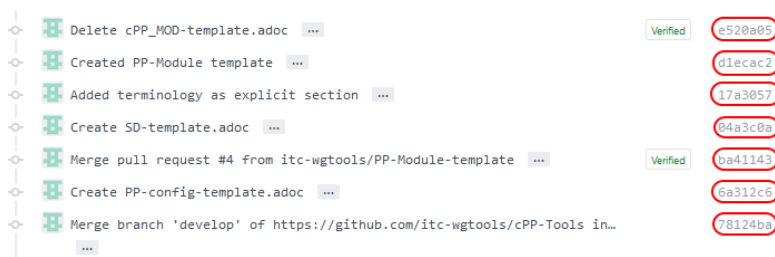 Delete cPP_MOD-template.adoc ... Verified e520a05
Created PP-Module template ... d1ecac2
Added terminology as explicit section ... 17a3057
Create SD-template.adoc ... 04a3c0a
Merge pull request #4 from itc-wgtools/PP-Module-template ... Verified ba41143
Create PP-config-template.adoc ... 6a312c6
Merge branch 'develop' of https://github.com/itc-wgtools/cPP-Tools in… 78124ba
...